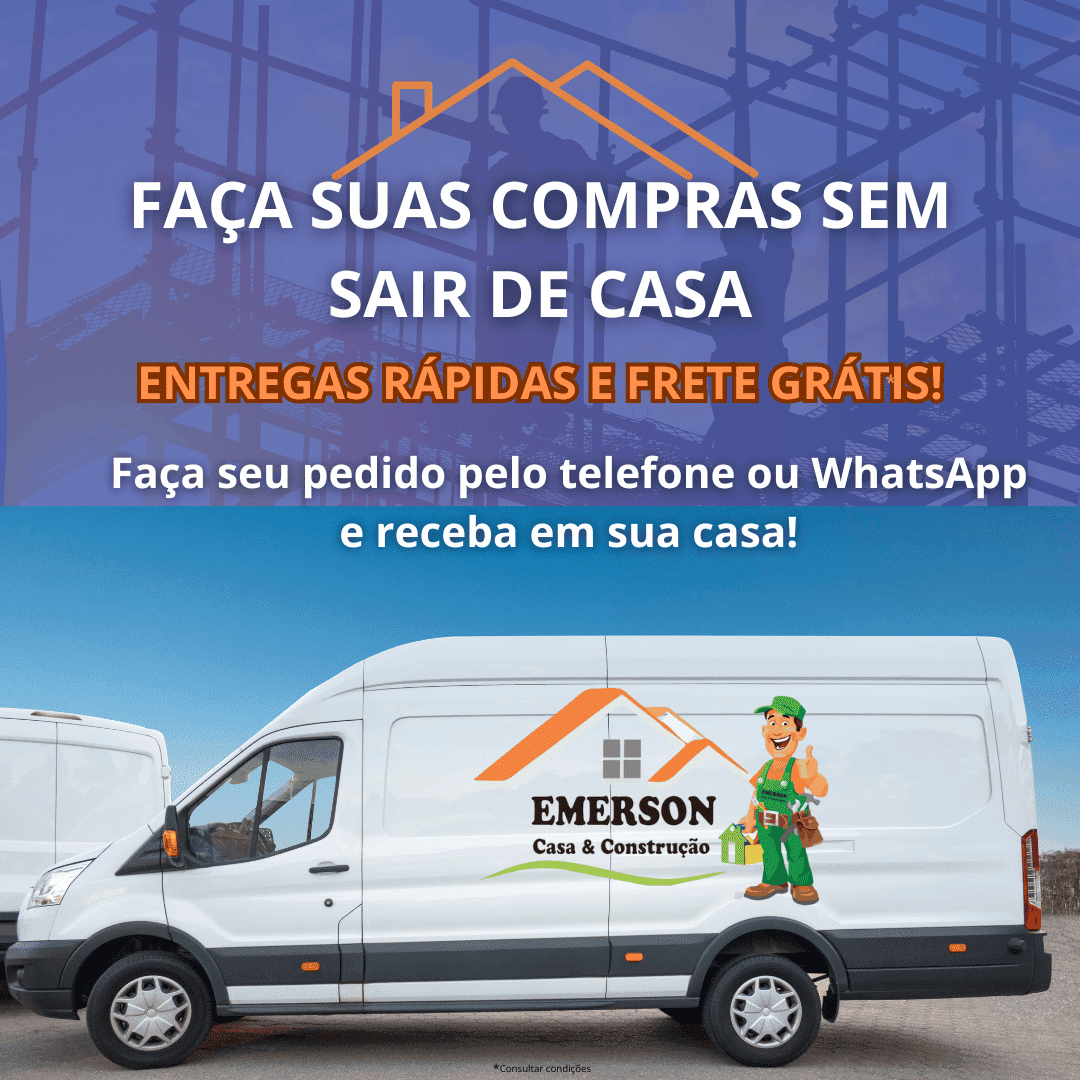 FAÇA SUAS COMPRAS SEM
SAIR DE CASA
ENTREGAS RÁPIDAS E FRETE GRÁTIS!*
Faça seu pedido pelo telefone ou WhatsApp
e receba em sua casa!
EMERSON
Casa & Construção
EMERSON
*Consultar condições